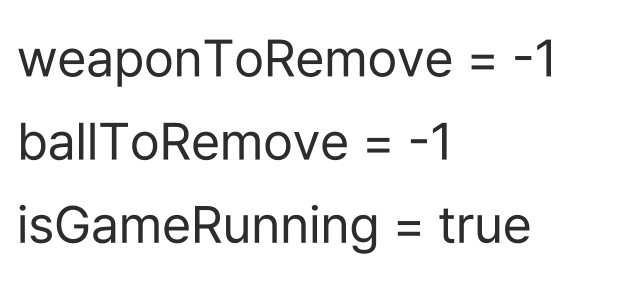 weaponToRemove = -1
ballToRemove = -1
isGameRunning = true